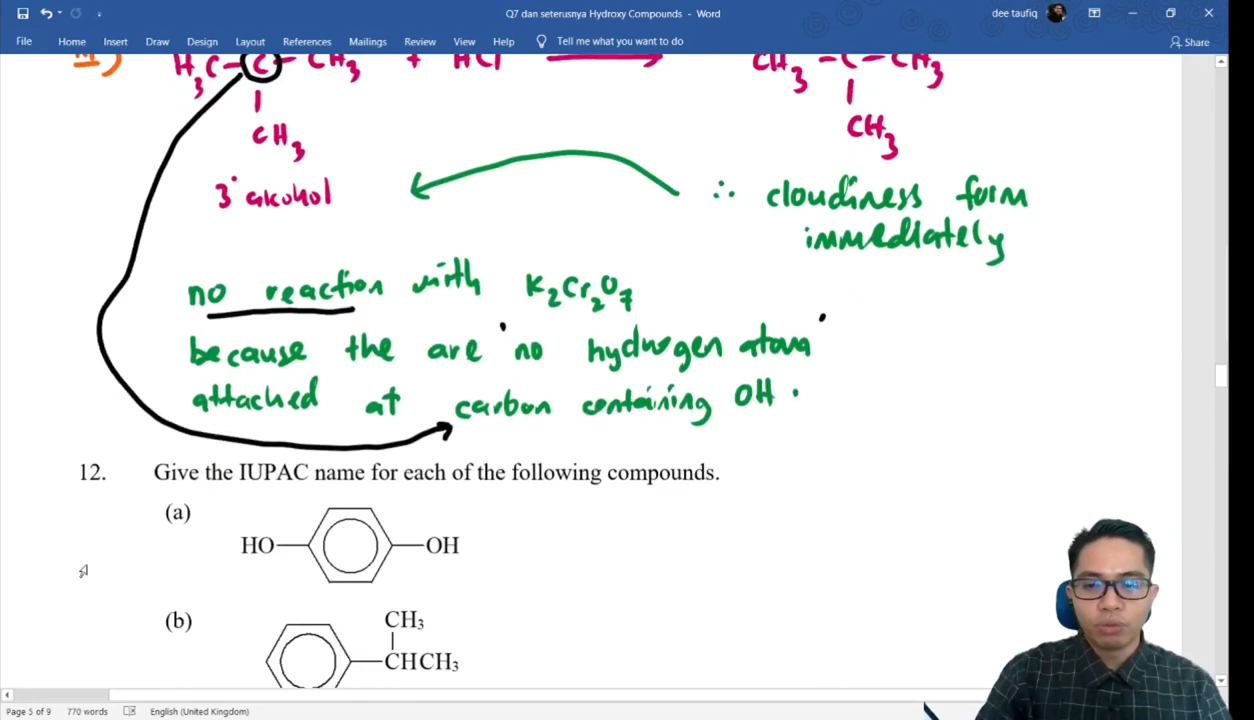 Q7 dan seterusnya Hydroxy Compounds - Word
dee taufiq
File Home Insert Draw Design Layout References Mailings Review View Help Tell me what you want to do Share
H3C-C-CH3 + HCl CH3-C-CH3
CH3 CH3
3° alkohol
∴ cloudiness form
immediately
no reaction with K2Cr2O7
because the are "no hydrogen atoms"
attached at carbon containing OH.
12. Give the IUPAC name for each of the following compounds.
(a)
HO OH
(b)
CH3
CHCH3
Page 5 of 9 770 words English (United Kingdom)